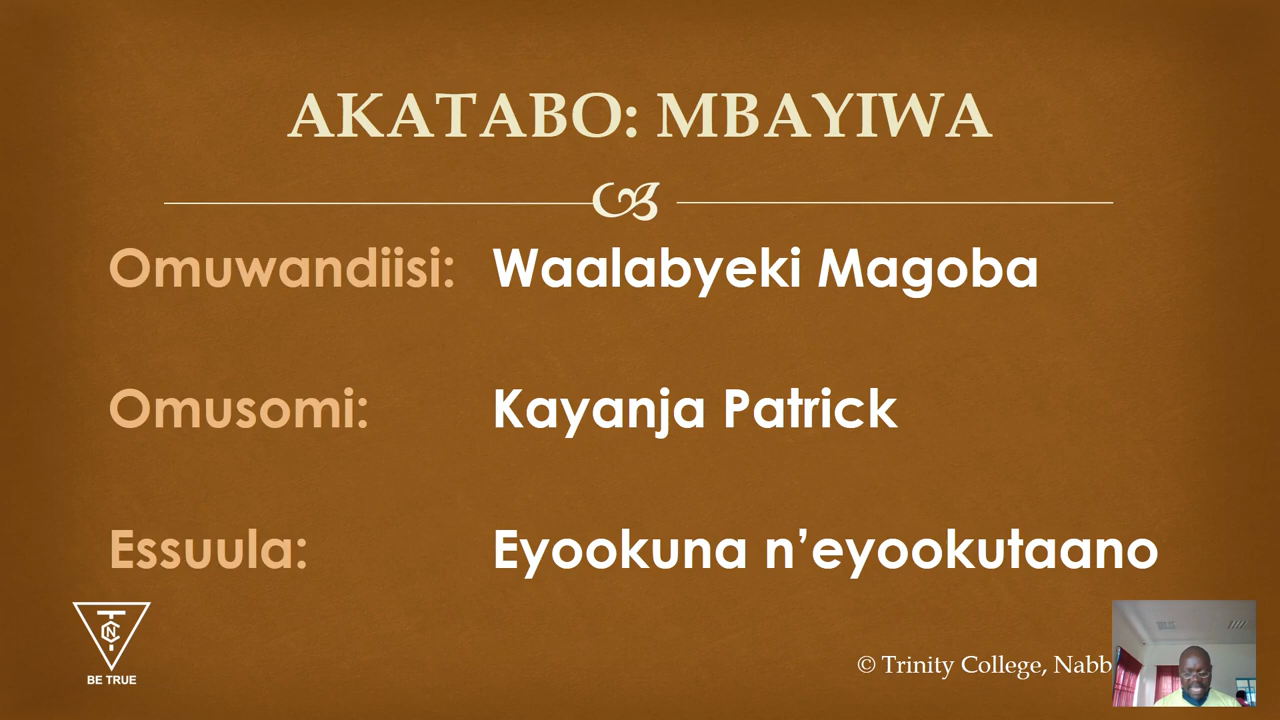 AKATABO: MBAYIWA
Omuwandiisi: Waalabyeki Magoba
Omusomi: Kayanja Patrick
Essuula: Eyookuna n’eyookutaano
T
N
C
BE TRUE
© Trinity College, Nabb